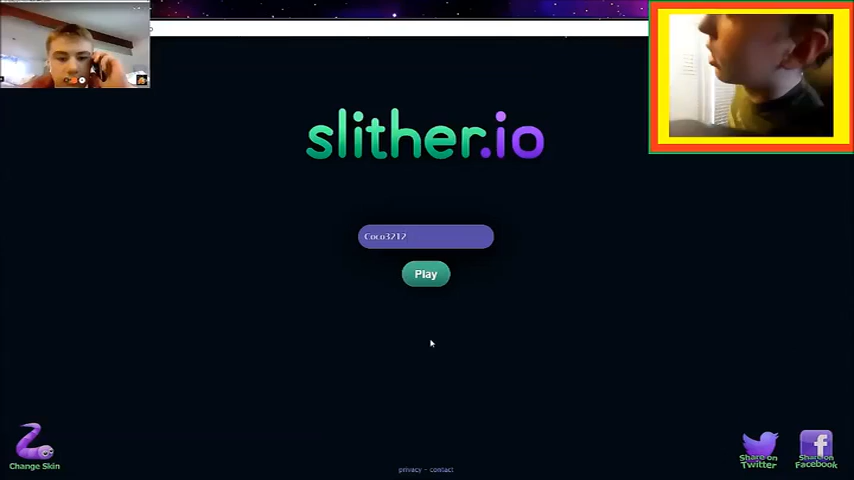 slither.io
Coco3212
Play
Change Skin
Share on
Twitter
Share on
Facebook
privacy - contact